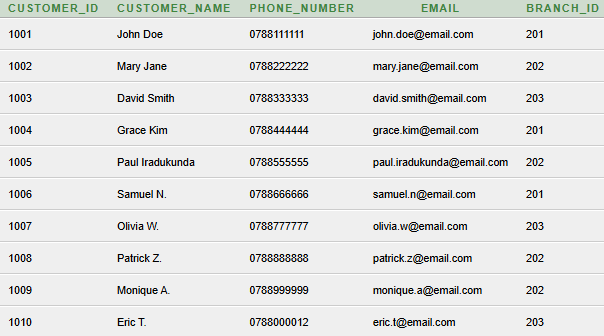 CUSTOMER_ID CUSTOMER_NAME PHONE_NUMBER EMAIL BRANCH_ID
1001 John Doe 0788111111 john.doe@email.com 201
1002 Mary Jane 0788222222 mary.jane@email.com 202
1003 David Smith 0788333333 david.smith@email.com 203
1004 Grace Kim 0788444444 grace.kim@email.com 201
1005 Paul Iradukunda 0788555555 paul.iradukunda@email.com 202
1006 Samuel N. 0788666666 samuel.n@email.com 201
1007 Olivia W. 0788777777 olivia.w@email.com 203
1008 Patrick Z. 0788888888 patrick.z@email.com 202
1009 Monique A. 0788999999 monique.a@email.com 202
1010 Eric T. 0788000012 eric.t@email.com 203